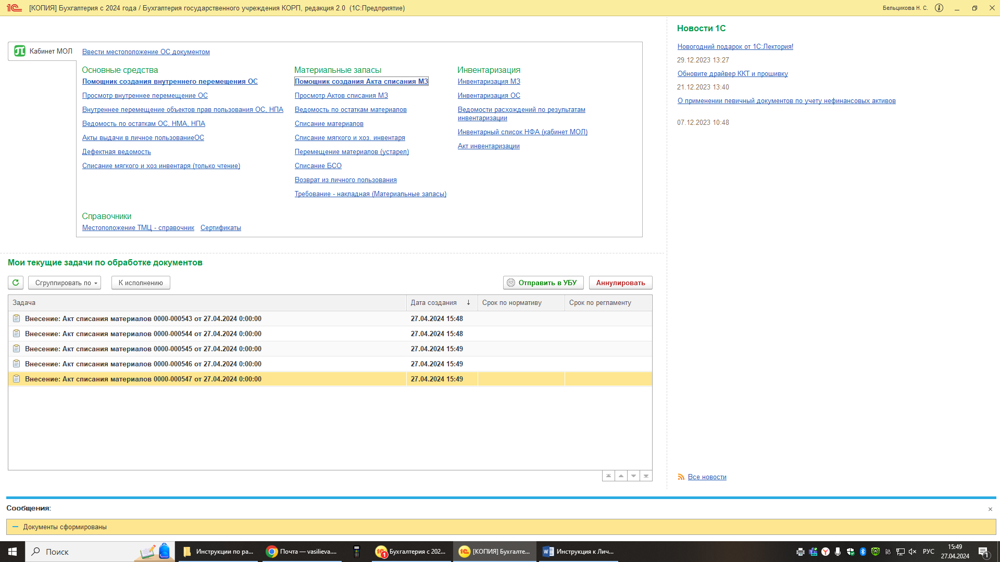 [КОПИЯ] Бухгалтерия с 2024 года / Бухгалтерия государственного учреждения КОРП, редакция 2.0 (1С:Предприятие)
Бельцикова Н. С.
Кабинет МОЛ
Ввести местоположение ОС документом
Основные средства
Помощник создания внутреннего перемещения ОС
Просмотр внутреннее перемещение ОС
Внутреннее перемещение объектов прав пользования ОС, НПА
Ведомость по остаткам ОС, НМА, НПА
Акты выдачи в личное пользованиеОС
Дефектная ведомость
Списание мягкого и хоз инвентаря (только чтение)
Материальные запасы
Помощник создания Акта списания МЗ
Просмотр Актов списания МЗ
Ведомость по остаткам материалов
Списание материалов
Списание мягкого и хоз. инвентаря
Перемещение материалов (устарел)
Списание БСО
Возврат из личного пользования
Требование - накладная (Материальные запасы)
Инвентаризация
Инвентаризация МЗ
Инвентаризация ОС
Ведомости расхождений по результатам
инвентаризации
Инвентарный список НФА (кабинет МОЛ)
Акт инвентаризации
Справочники
Местоположение ТМЦ - справочник Сертификаты
Новости 1С
Новогодний подарок от 1С:Лектория!
29.12.2023 13:27
Обновите драйвер ККТ и прошивку
21.12.2023 13:40
О применении певичный документов по учету нефинансовых активов
07.12.2023 10:48
Все новости
Мои текущие задачи по обработке документов
Сгруппировать по К исполнению Отправить в УБУ Аннулировать
Задача Дата создания ↓ Срок по нормативу Срок по регламенту
Внесение: Акт списания материалов 0000-000543 от 27.04.2024 0:00:00 27.04.2024 15:48
Внесение: Акт списания материалов 0000-000544 от 27.04.2024 0:00:00 27.04.2024 15:48
Внесение: Акт списания материалов 0000-000545 от 27.04.2024 0:00:00 27.04.2024 15:49
Внесение: Акт списания материалов 0000-000546 от 27.04.2024 0:00:00 27.04.2024 15:49
Внесение: Акт списания материалов 0000-000547 от 27.04.2024 0:00:00 27.04.2024 15:49
Сообщения:
Документы сформированы
Поиск Инструкции по ра... Почта — vasilieva.... 1 Бухгалтерия с 202... [КОПИЯ] Бухгалте... Инструкция к Лич... РУС 15:49
27.04.2024 1